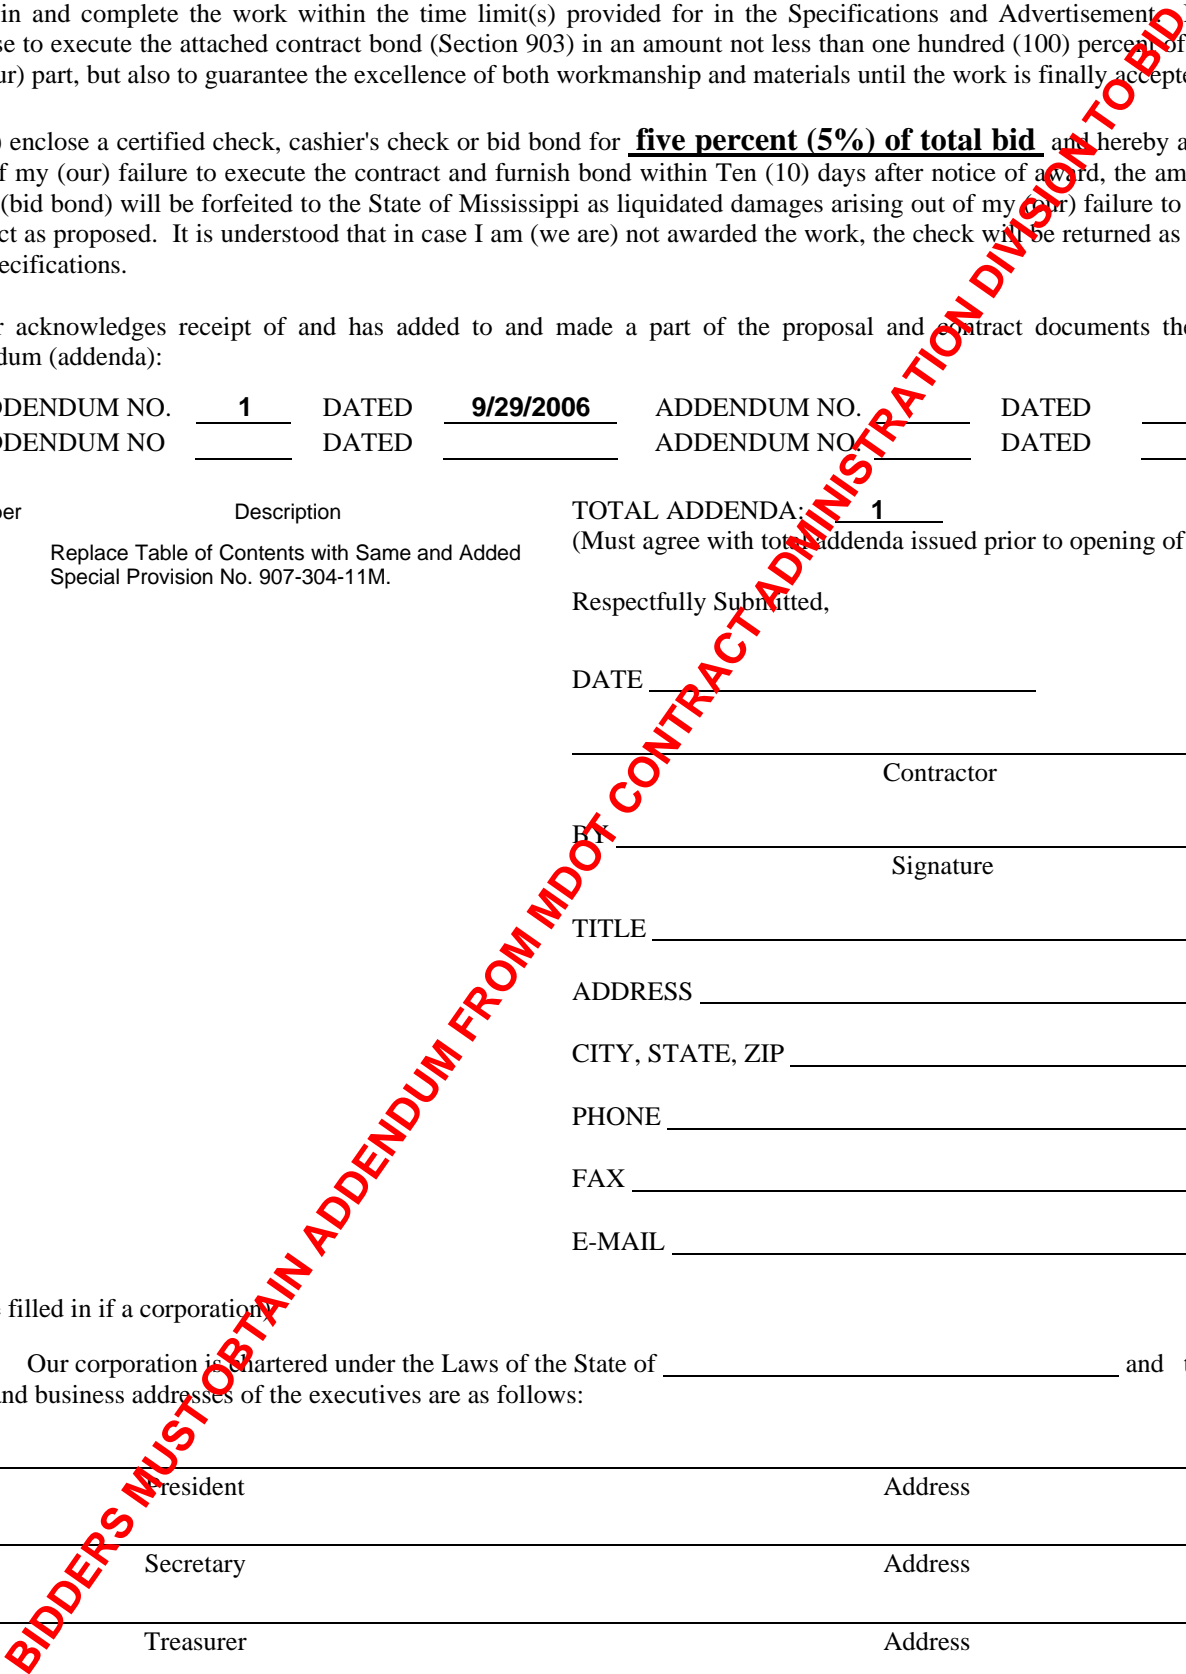 in and complete the work within the time limit(s) provided for in the Specifications and Advertisement.
se to execute the attached contract bond (Section 903) in an amount not less than one hundred (100) percent of
ur) part, but also to guarantee the excellence of both workmanship and materials until the work is finally accepte
) enclose a certified check, cashier's check or bid bond for five percent (5%) of total bid and hereby a
f my (our) failure to execute the contract and furnish bond within Ten (10) days after notice of award, the am
(bid bond) will be forfeited to the State of Mississippi as liquidated damages arising out of my (our) failure to
ct as proposed. It is understood that in case I am (we are) not awarded the work, the check will be returned as
ecifications.
r acknowledges receipt of and has added to and made a part of the proposal and contract documents the
dum (addenda):
DDENDUM NO. 1 DATED 9/29/2006 ADDENDUM NO. DATED
DDENDUM NO DATED ADDENDUM NO. DATED
ber Description TOTAL ADDENDA: 1
(Must agree with total addenda issued prior to opening of
Replace Table of Contents with Same and Added
Special Provision No. 907-304-11M.
Respectfully Submitted,
DATE
Contractor
BY
Signature
TITLE
ADDRESS
CITY, STATE, ZIP
PHONE
FAX
E-MAIL
e filled in if a corporation)
Our corporation is chartered under the Laws of the State of and t
and business addresses of the executives are as follows:
President Address
Secretary Address
Treasurer Address
BIDDERS MUST OBTAIN ADDENDUM FROM MDOT CONTRACT ADMINISTRATION DIVISION TO BID